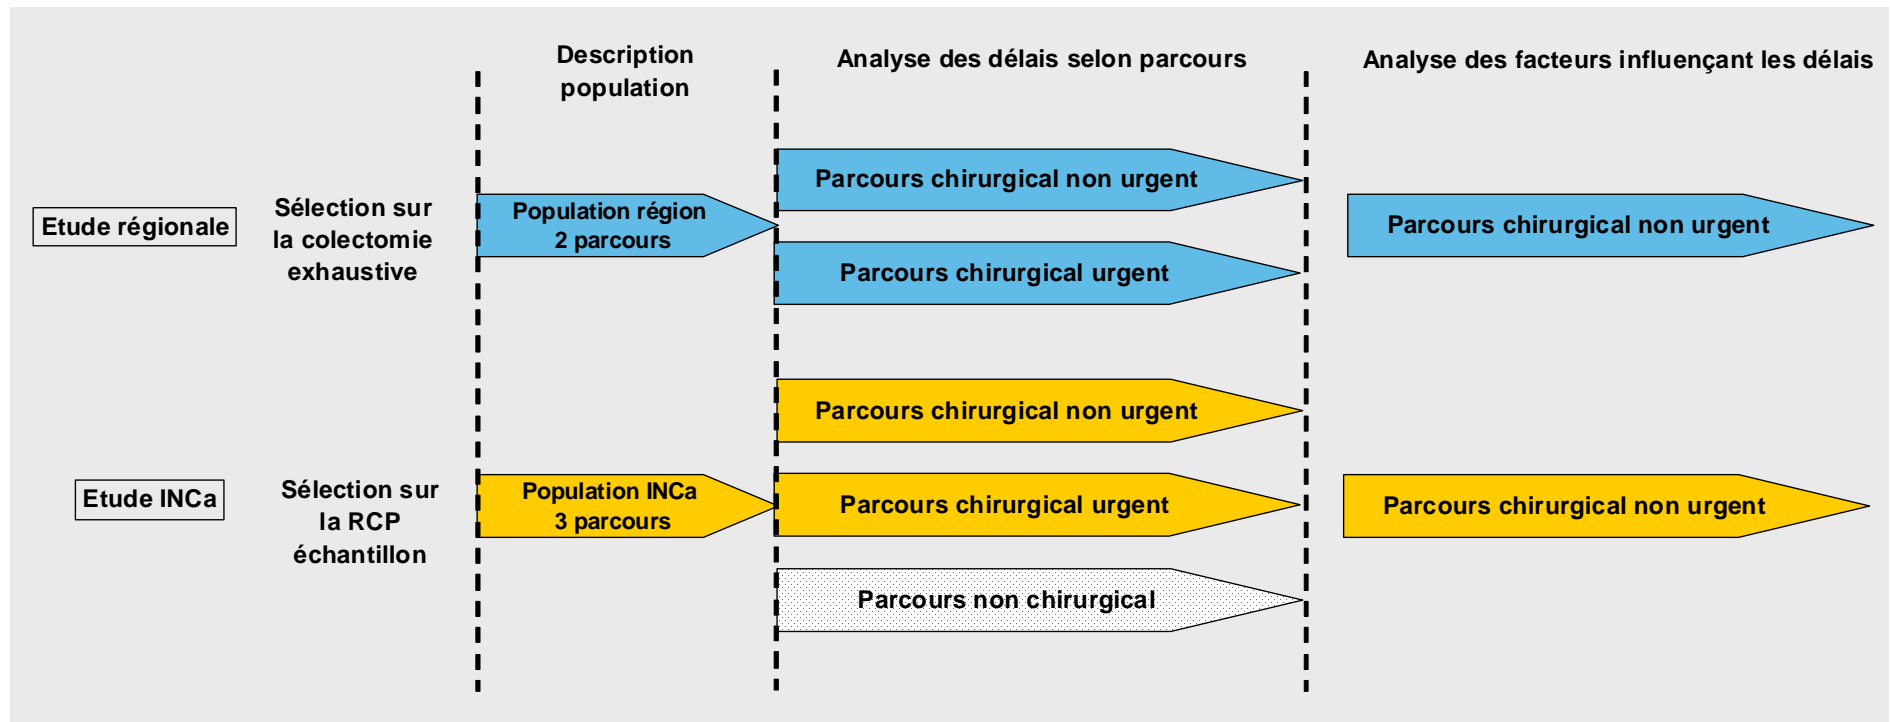 Description
population
Analyse des délais selon parcours
Analyse des facteurs influençant les délais
Etude régionale
Sélection sur
la colectomie
exhaustive
Population région
2 parcours
Parcours chirurgical non urgent
Parcours chirurgical urgent
Parcours chirurgical non urgent
Etude INCa
Sélection sur
la RCP
échantillon
Population INCa
3 parcours
Parcours chirurgical non urgent
Parcours chirurgical urgent
Parcours non chirurgical
Parcours chirurgical non urgent